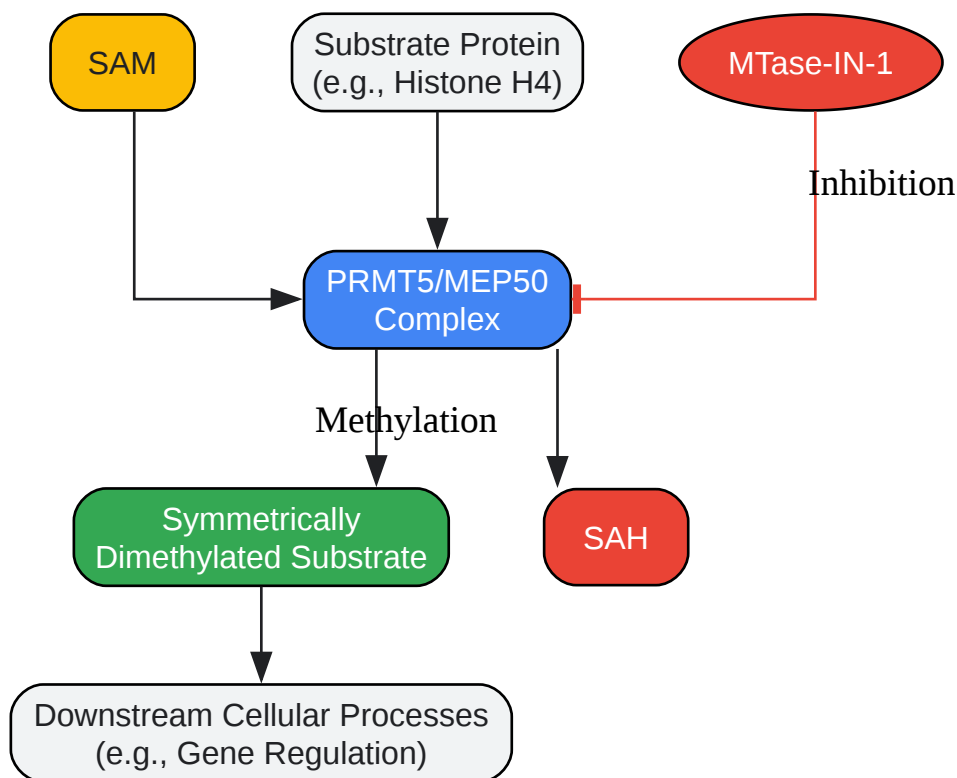 SAM
Substrate Protein
(e.g., Histone H4)
MTase-IN-1
Inhibition
PRMT5/MEP50
Complex
Methylation
Symmetrically
Dimethylated Substrate
SAH
Downstream Cellular Processes
(e.g., Gene Regulation)